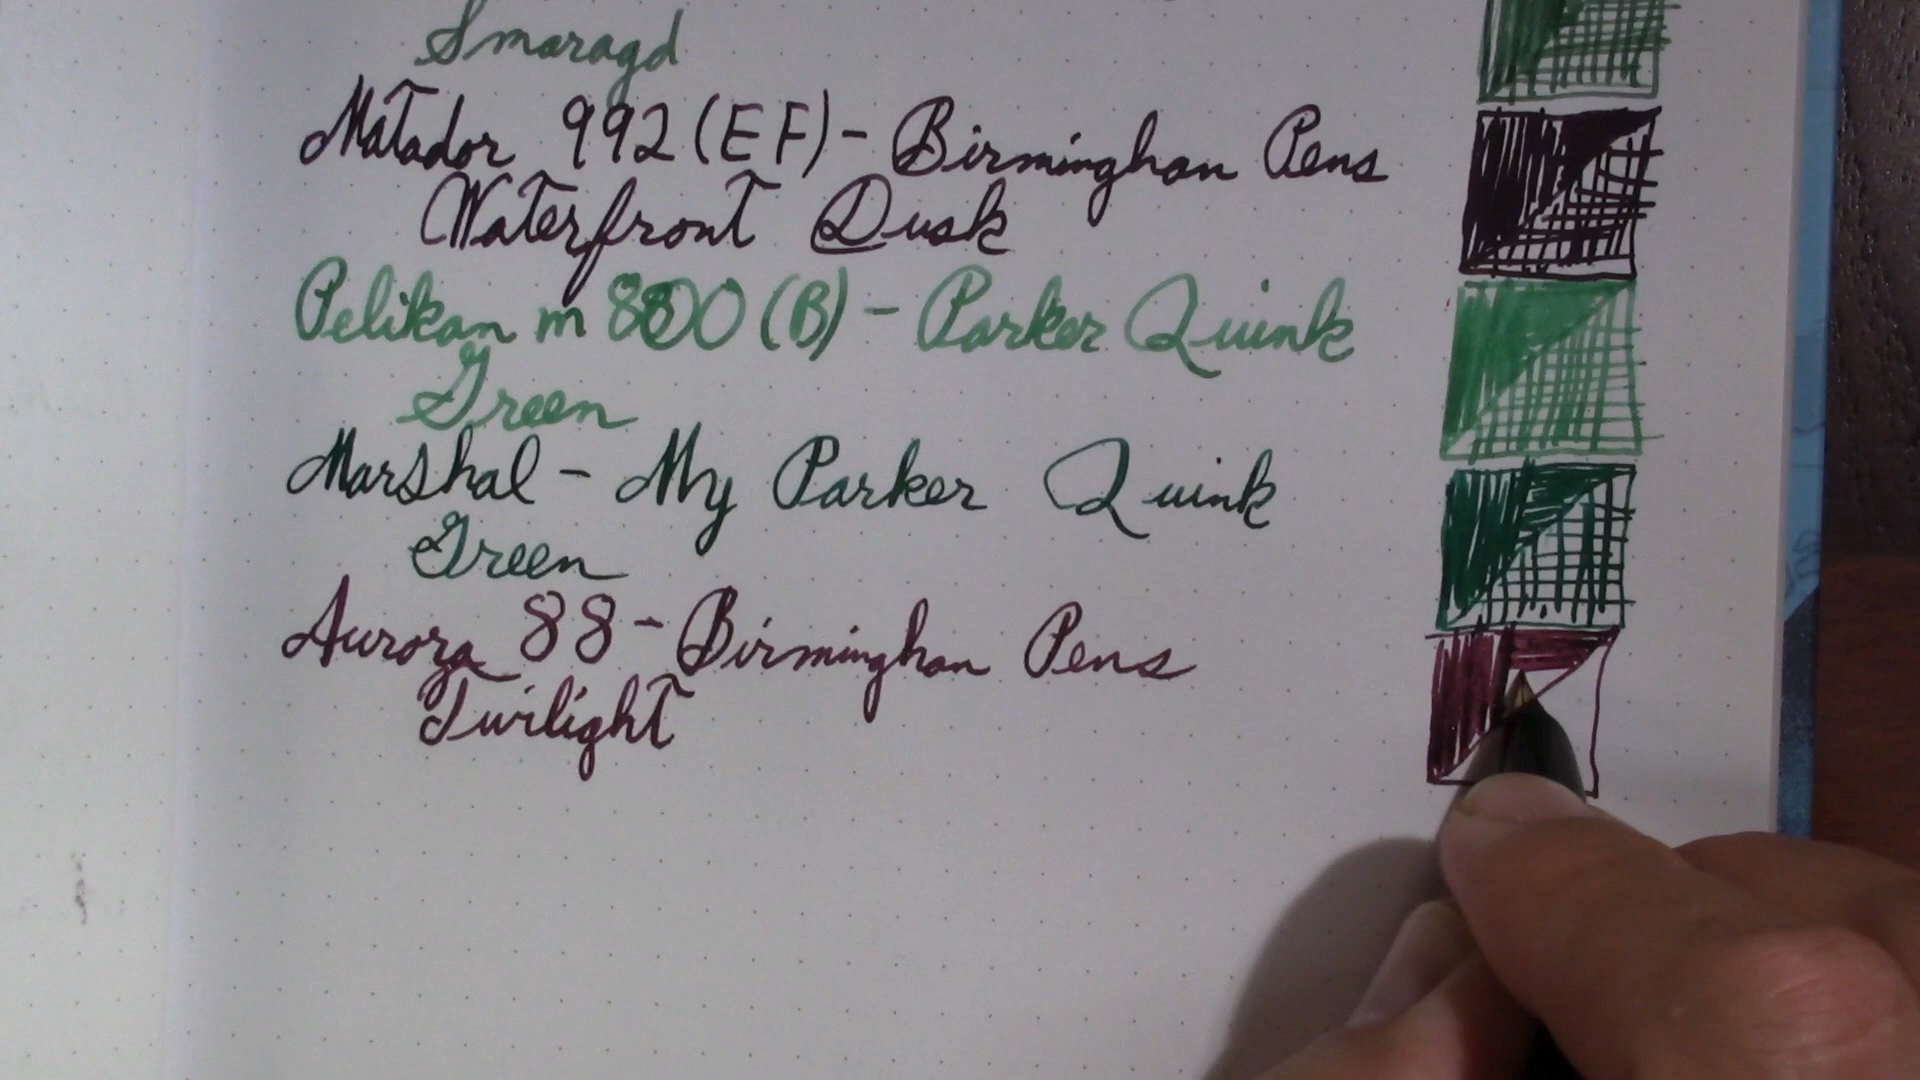 Smaragd
Matador 992 (EF) - Birmingham Pens
Waterfront Dusk
Pelikan m800 (B) - Parker Quink
Green
Marshal - My Parker Quink
Green
Aurora 88 - Birmingham Pens
Twilight